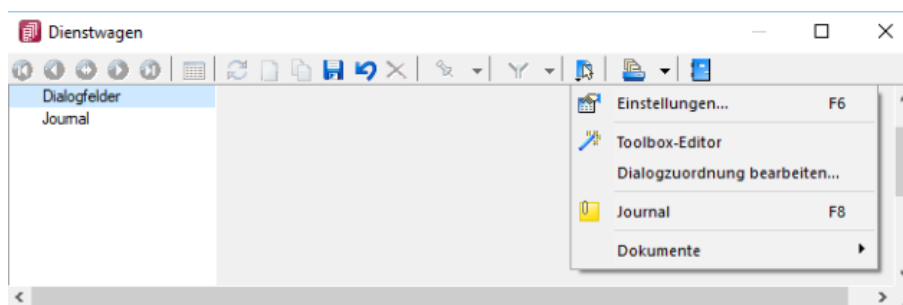 Dienstwagen
Dialogfelder
Journal
Einstellungen... F6
Toolbox-Editor
Dialogzuordnung bearbeiten...
Journal F8
Dokumente